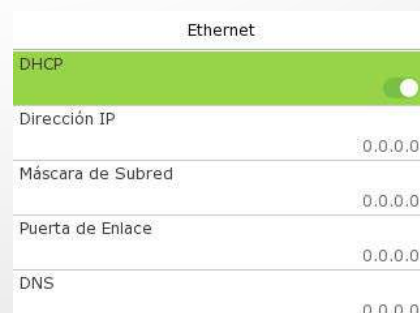 Ethernet
DHCP
Dirección IP
0.0.0.0
Máscara de Subred
0.0.0.0
Puerta de Enlace
0.0.0.0
DNS
0.0.0.0